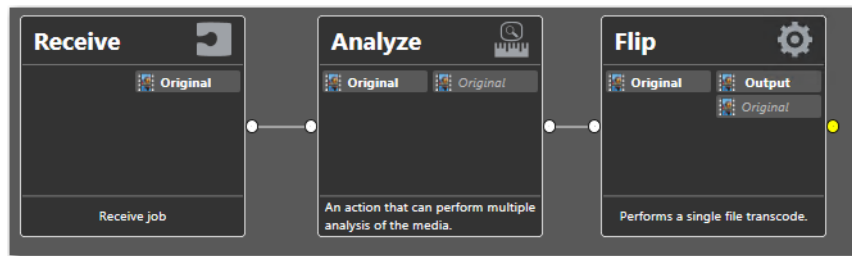 Receive
Original
Receive job
Analyze
Original Original
An action that can perform multiple
analysis of the media.
Flip
Original Output
Original
Performs a single file transcode.